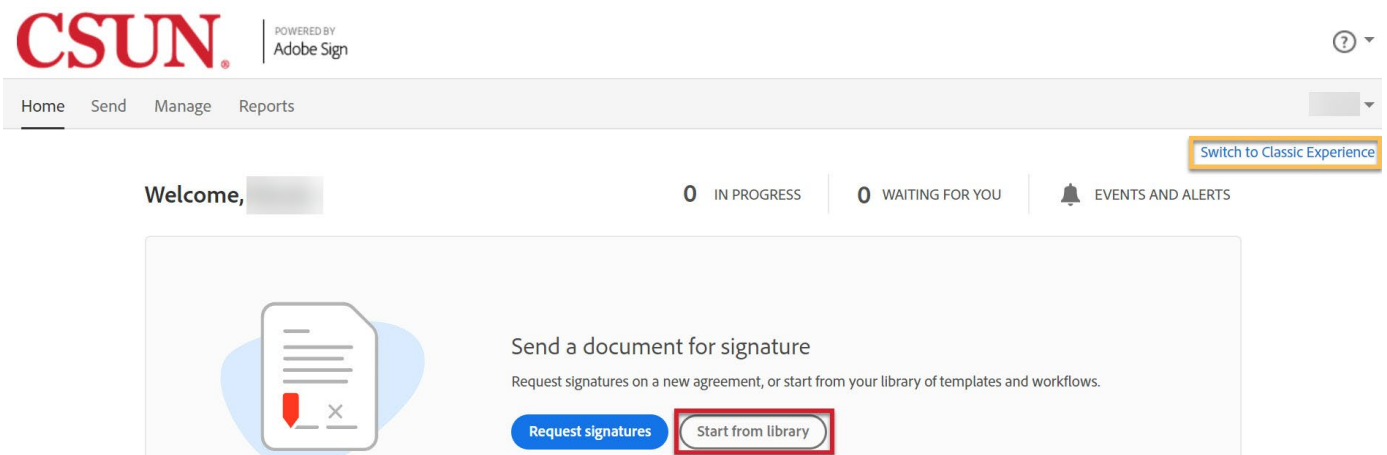 CSUN®
POWERED BY
Adobe Sign
?
Home Send Manage Reports
Switch to Classic Experience
Welcome,
0 IN PROGRESS 0 WAITING FOR YOU EVENTS AND ALERTS
Send a document for signature
Request signatures on a new agreement, or start from your library of templates and workflows.
Request signatures Start from library